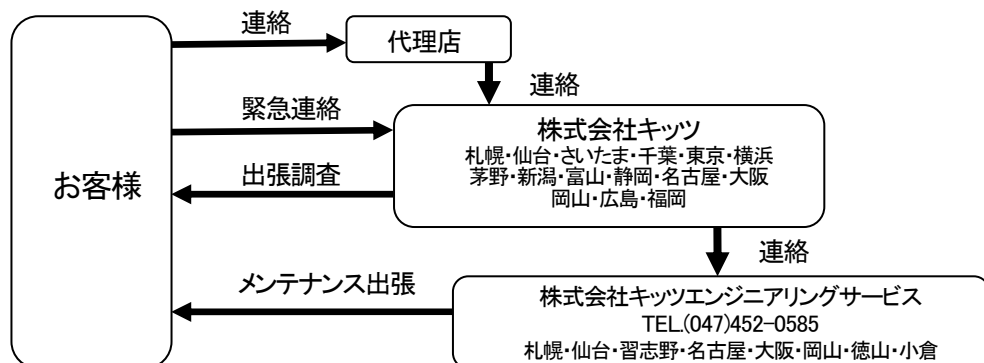 連絡
代理店
連絡
緊急連絡
株式会社キッツ
札幌・仙台・さいたま・千葉・東京・横浜
茅野・新潟・富山・静岡・名古屋・大阪
岡山・広島・福岡
出張調査
お客様
連絡
メンテナンス出張
株式会社キッツエンジニアリングサービス
TEL.(047)452-0585
札幌・仙台・習志野・名古屋・大阪・岡山・徳山・小倉